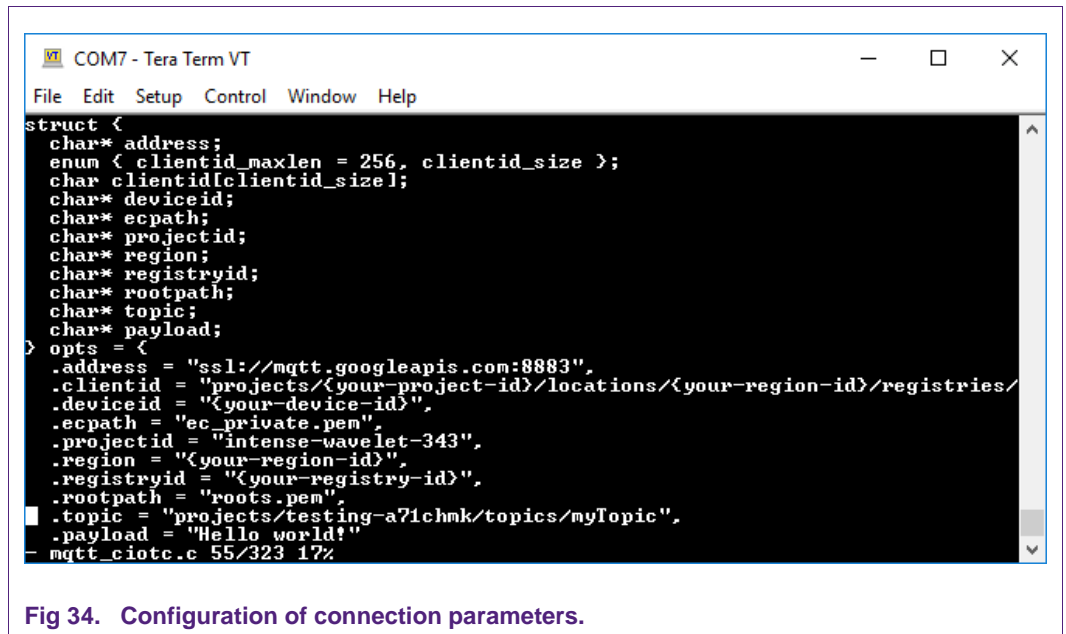 COM7 - Tera Term VT
File Edit Setup Control Window Help
struct {
  char* address;
  enum { clientid_maxlen = 256, clientid_size };
  char clientid[clientid_size];
  char* deviceid;
  char* ecpath;
  char* projectid;
  char* region;
  char* registryid;
  char* rootpath;
  char* topic;
  char* payload;
} opts = {
  .address = "ssl://mqtt.googleapis.com:8883",
  .clientid = "projects/{your-project-id}/locations/{your-region-id}/registries/
  .deviceid = "{your-device-id}",
  .ecpath = "ec_private.pem",
  .projectid = "intense-wavelet-343",
  .region = "{your-region-id}",
  .registryid = "{your-registry-id}",
  .rootpath = "roots.pem",
  .topic = "projects/testing-a71chmk/topics/myTopic",
  .payload = "Hello world!"
- mqtt_ciotc.c 55/323 17%
Fig 34. Configuration of connection parameters.